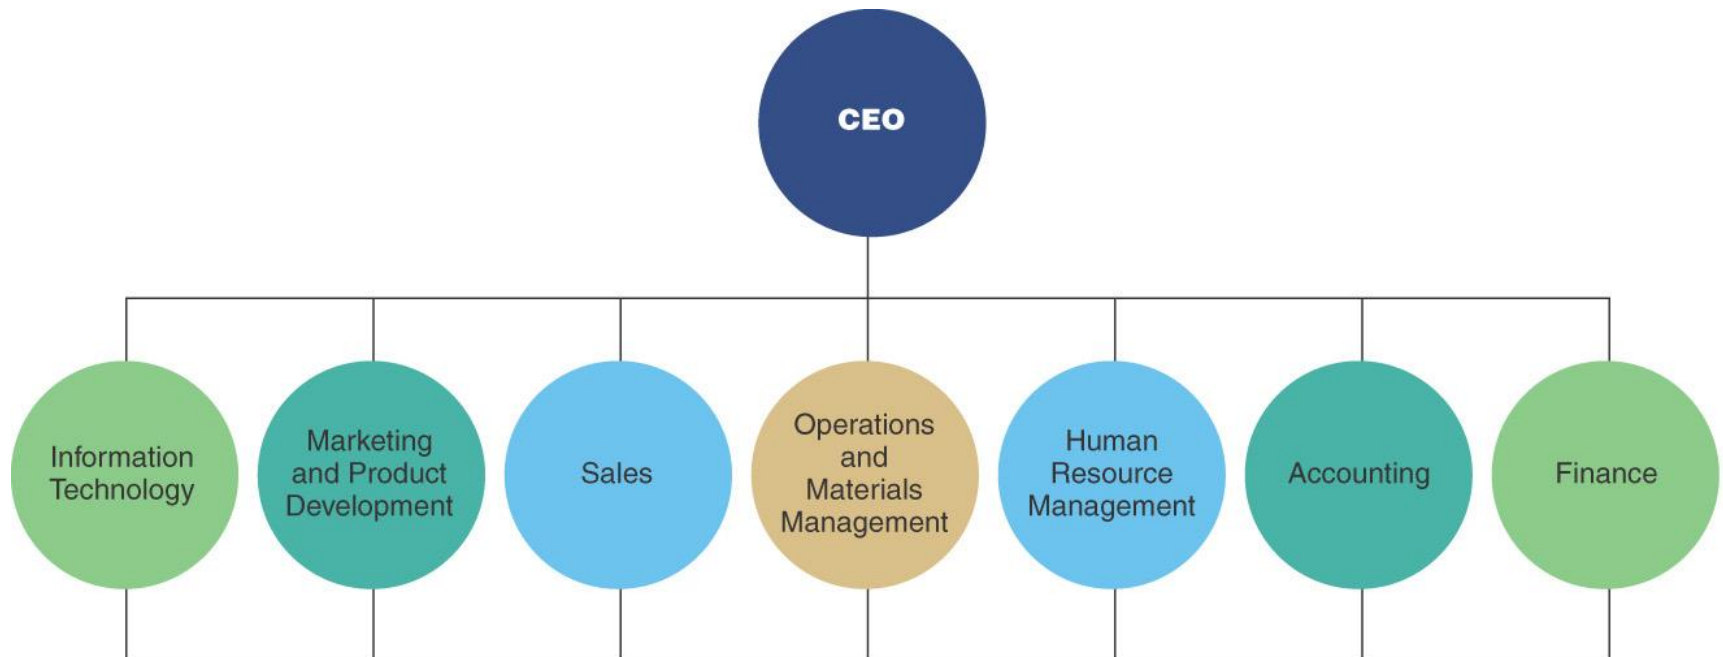 CEO
Information
Technology
Marketing
and Product
Development
Sales
Operations
and
Materials
Management
Human
Resource
Management
Accounting
Finance